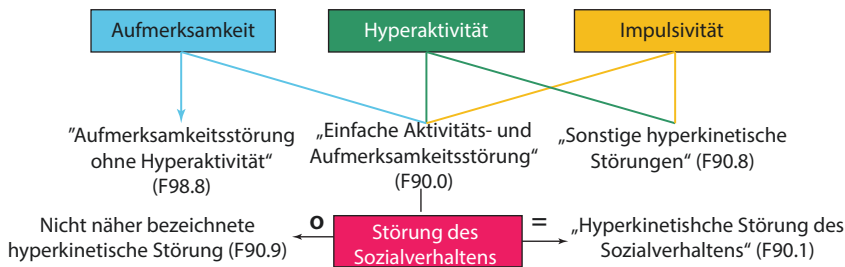 Aufmerksamkeit
Hyperaktivität
Impulsivität
”Aufmerksamkeitsstörung
ohne Hyperaktivität“
(F98.8)
„Einfache Aktivitäts- und
Aufmerksamkeitsstörung“
(F90.0)
„Sonstige hyperkinetische
Störungen“ (F90.8)
Nicht näher bezeichnete
hyperkinetische Störung (F90.9)
o
Störung des
Sozialverhaltens
=
„Hyperkinetishche Störung des
Sozialverhaltens“ (F90.1)